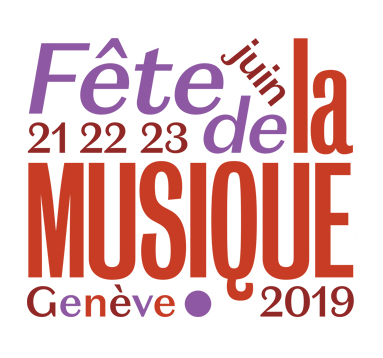 Fête juin
de la
21 22 23
MUSIQUE
Genève 2019